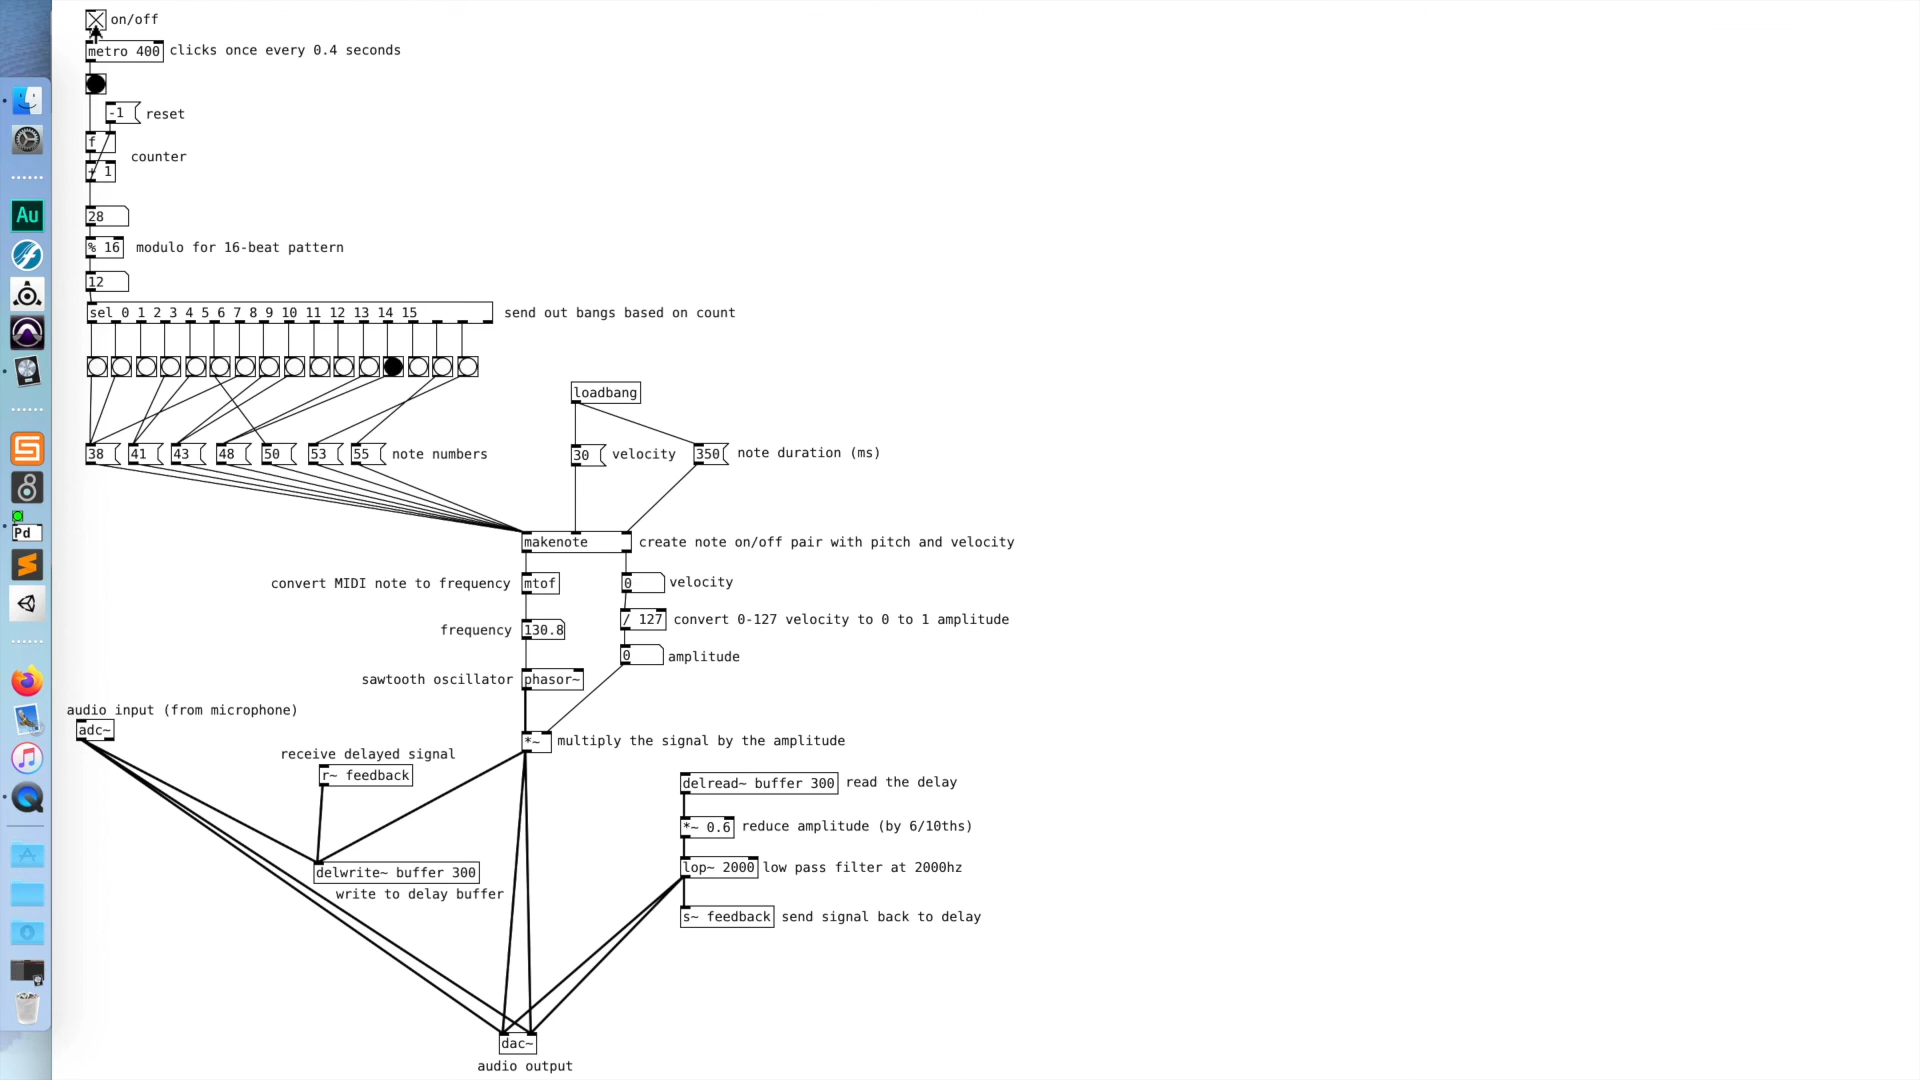 on/off
metro 400 clicks once every 0.4 seconds
-1 reset
f
counter
+ 1
28
% 16 modulo for 16-beat pattern
12
sel 0 1 2 3 4 5 6 7 8 9 10 11 12 13 14 15 send out bangs based on count
loadbang
38 41 43 48 50 53 55 note numbers
30 velocity 350 note duration (ms)
makenote create note on/off pair with pitch and velocity
convert MIDI note to frequency mtof 0 velocity
/ 127 convert 0-127 velocity to 0 to 1 amplitude
frequency 130.8
0 amplitude
sawtooth oscillator phasor~
audio input (from microphone)
adc~
*~ multiply the signal by the amplitude
receive delayed signal
r~ feedback
delread~ buffer 300 read the delay
*~ 0.6 reduce amplitude (by 6/10ths)
lop~ 2000 low pass filter at 2000hz
delwrite~ buffer 300
write to delay buffer
s~ feedback send signal back to delay
dac~
audio output
Au
Pd